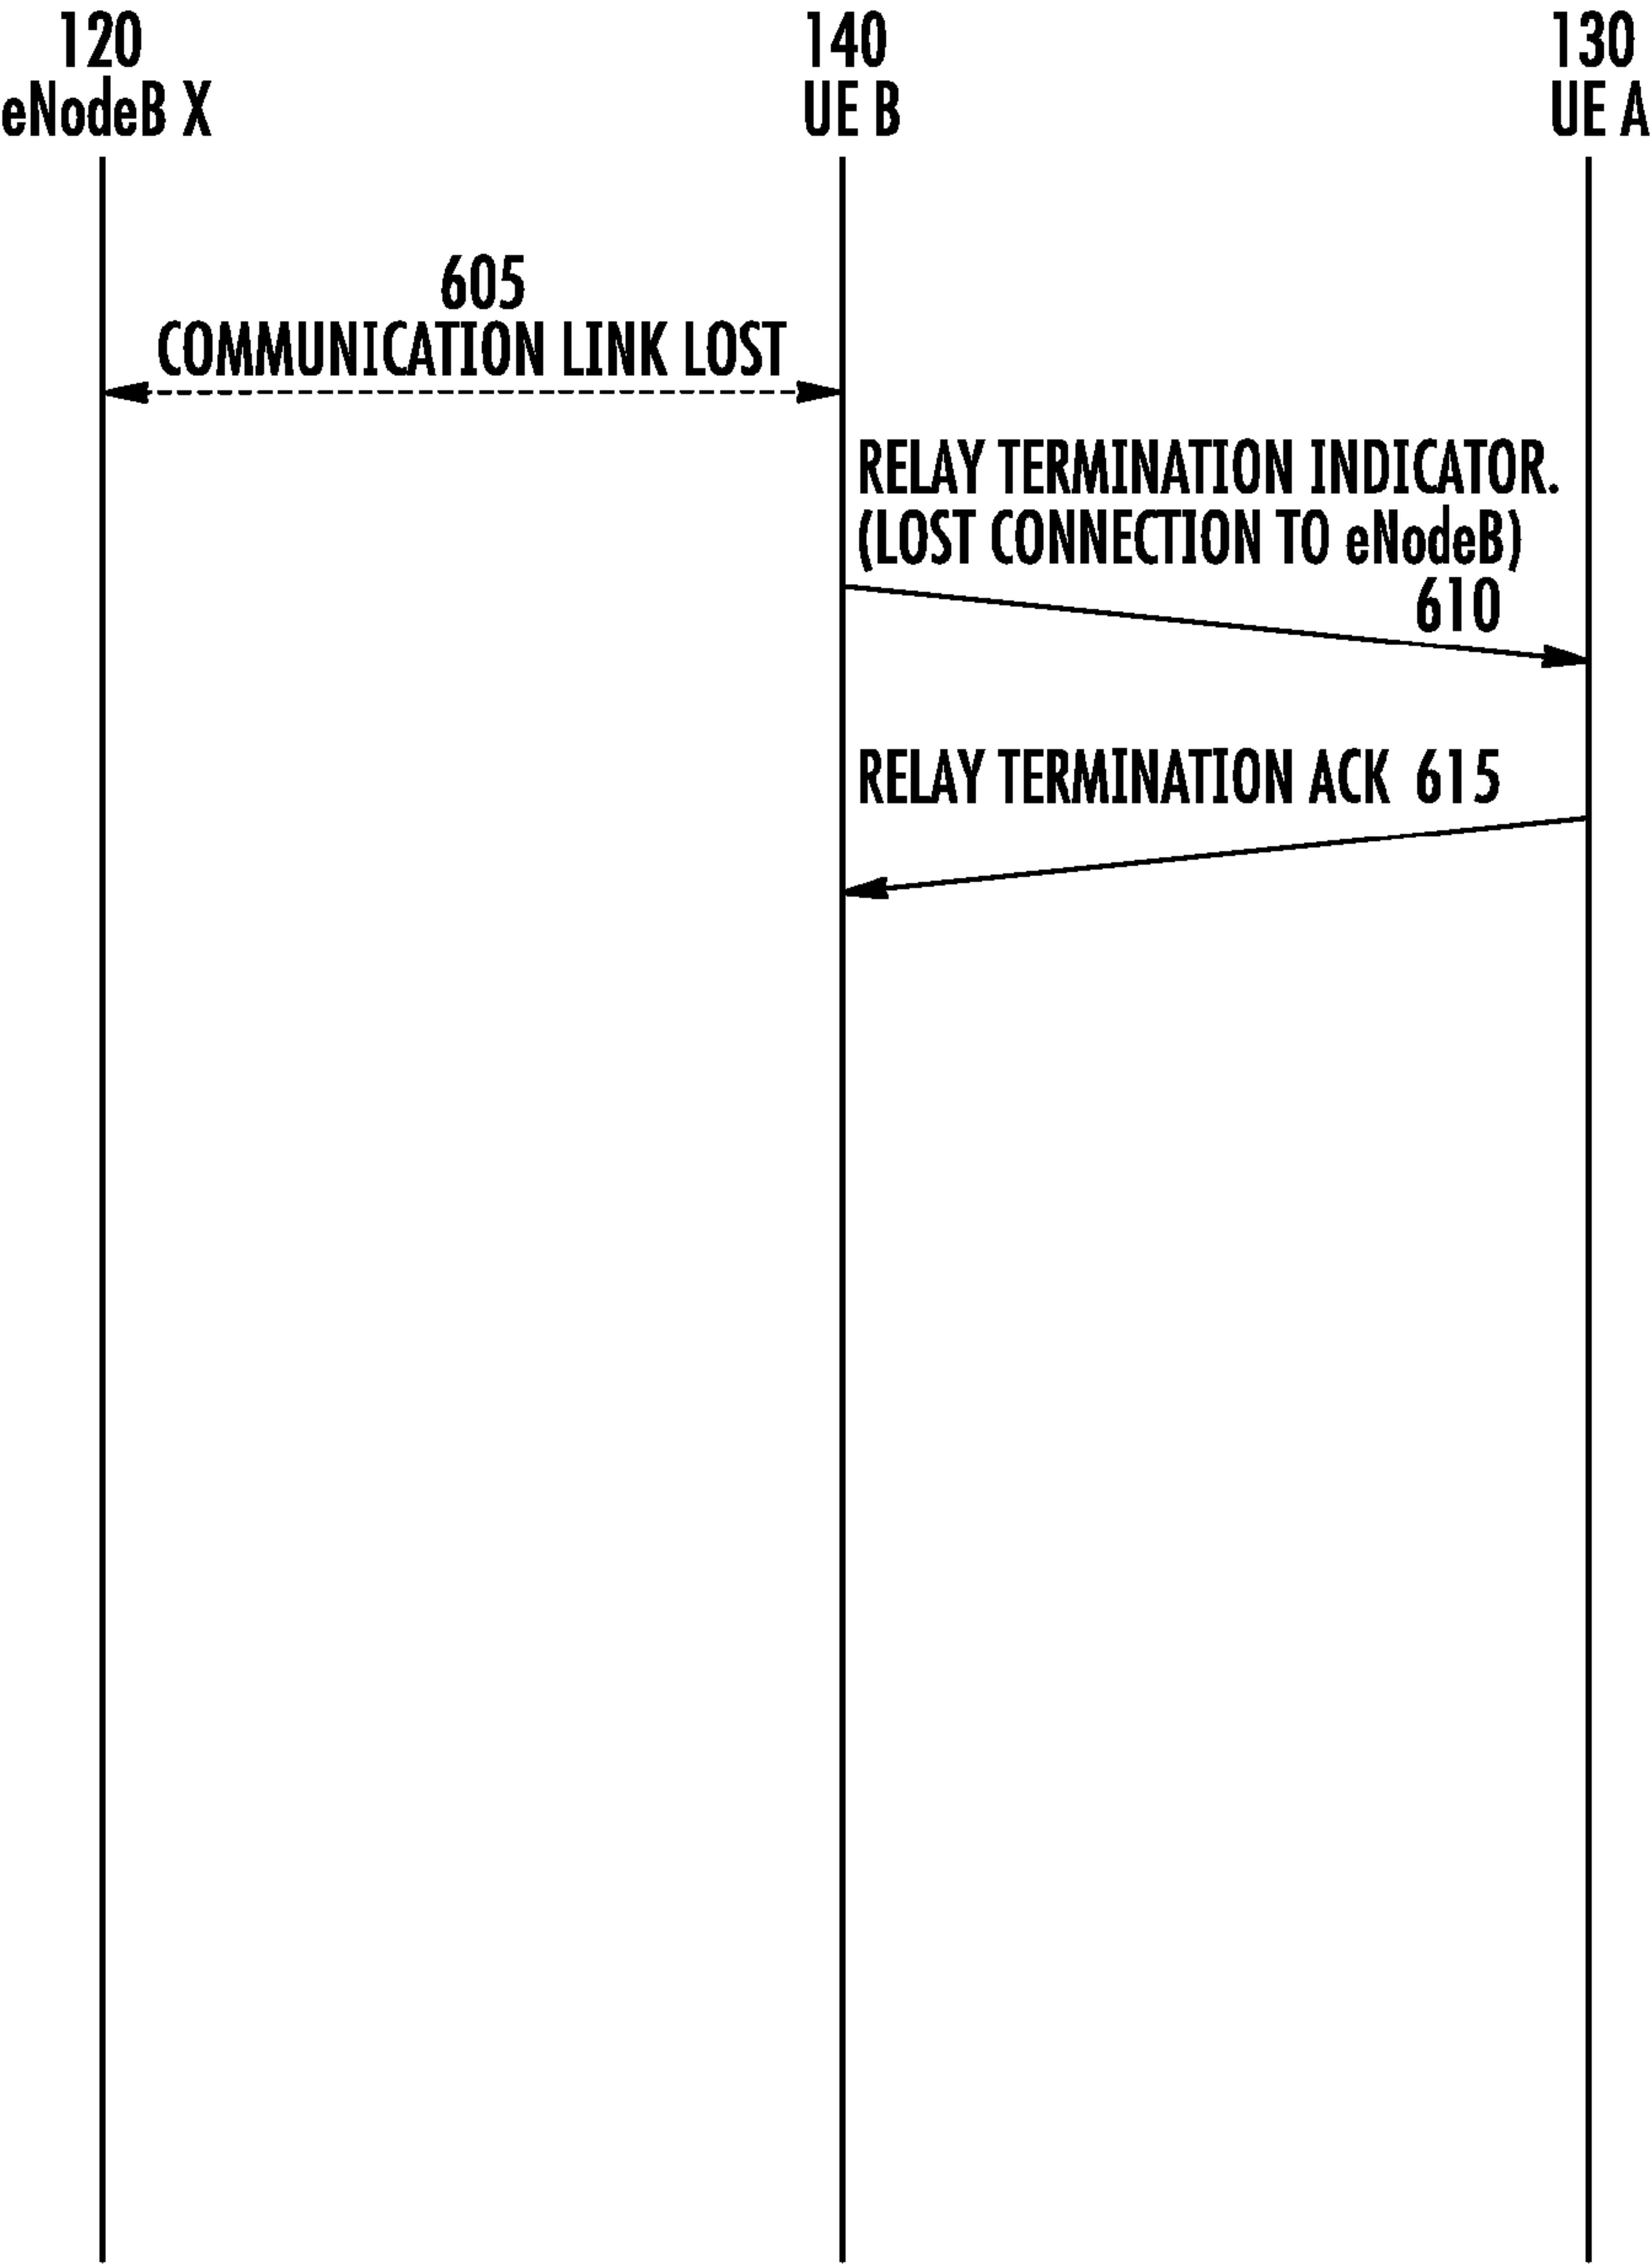 120
eNodeB X
140
UE B
130
UE A
605
COMMUNICATION LINK LOST
RELAY TERMINATION INDICATOR.
(LOST CONNECTION TO eNodeB)
610
RELAY TERMINATION ACK 615